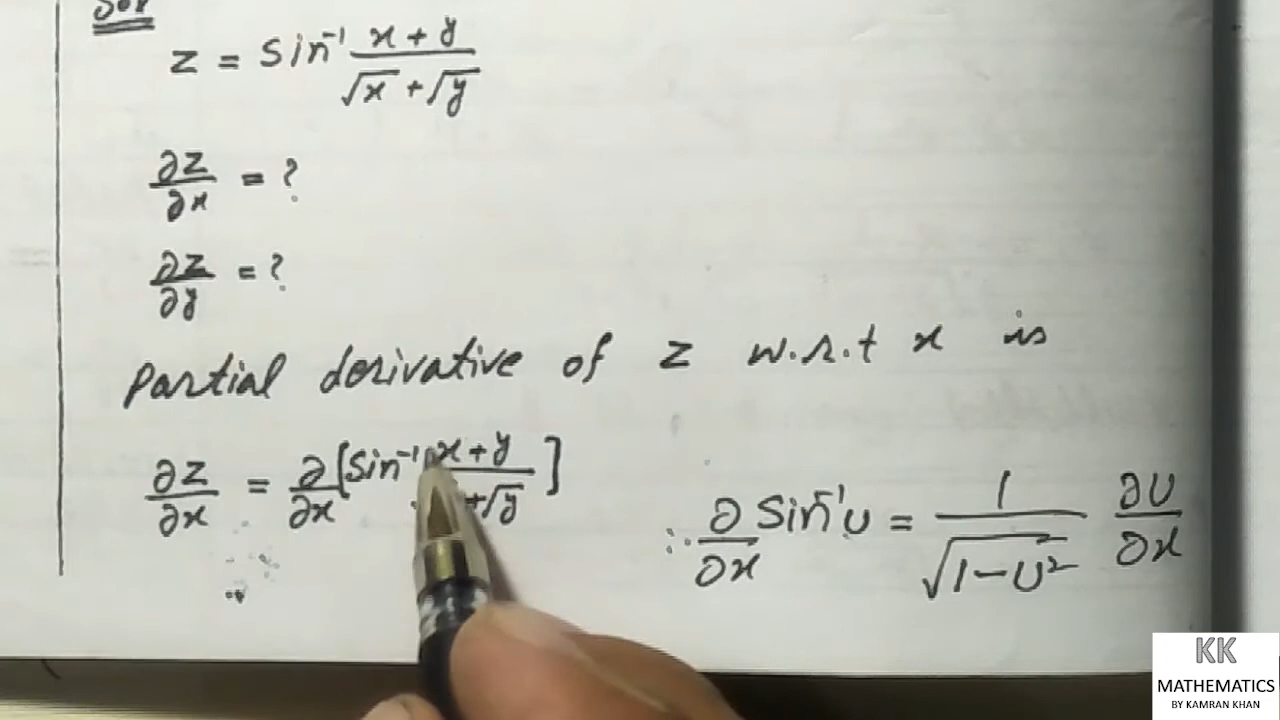 Sol
z = Sin⁻¹ x + y / √x + √y
∂z/∂x = ?
∂z/∂y = ?
Partial derivative of z w.r.t x is
∂z/∂x = ∂/∂x [Sin⁻¹ x + y / + √y]
∵ ∂/∂x Sin⁻¹U = 1/√1-U² ∂U/∂x
KK
MATHEMATICS
BY KAMRAN KHAN